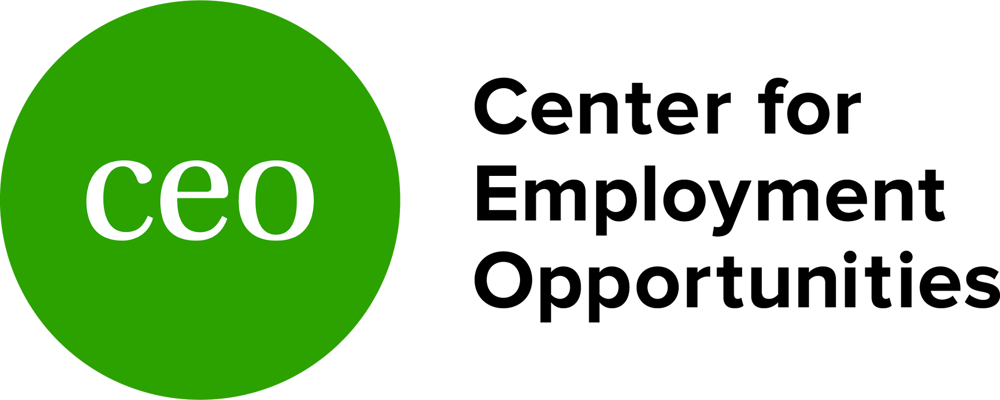 ceo
Center for
Employment
Opportunities